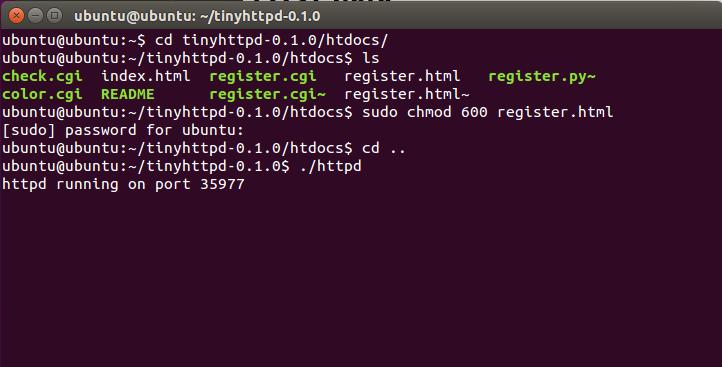 ubuntu@ubuntu: ~/tinyhttpd-0.1.0
ubuntu@ubuntu:~$ cd tinyhttpd-0.1.0/htdocs/
ubuntu@ubuntu:~/tinyhttpd-0.1.0/htdocs$ ls
check.cgi  index.html  register.cgi   register.html   register.py~
color.cgi  README      register.cgi~  register.html~
ubuntu@ubuntu:~/tinyhttpd-0.1.0/htdocs$ sudo chmod 600 register.html
[sudo] password for ubuntu:
ubuntu@ubuntu:~/tinyhttpd-0.1.0/htdocs$ cd ..
ubuntu@ubuntu:~/tinyhttpd-0.1.0$ ./httpd
httpd running on port 35977